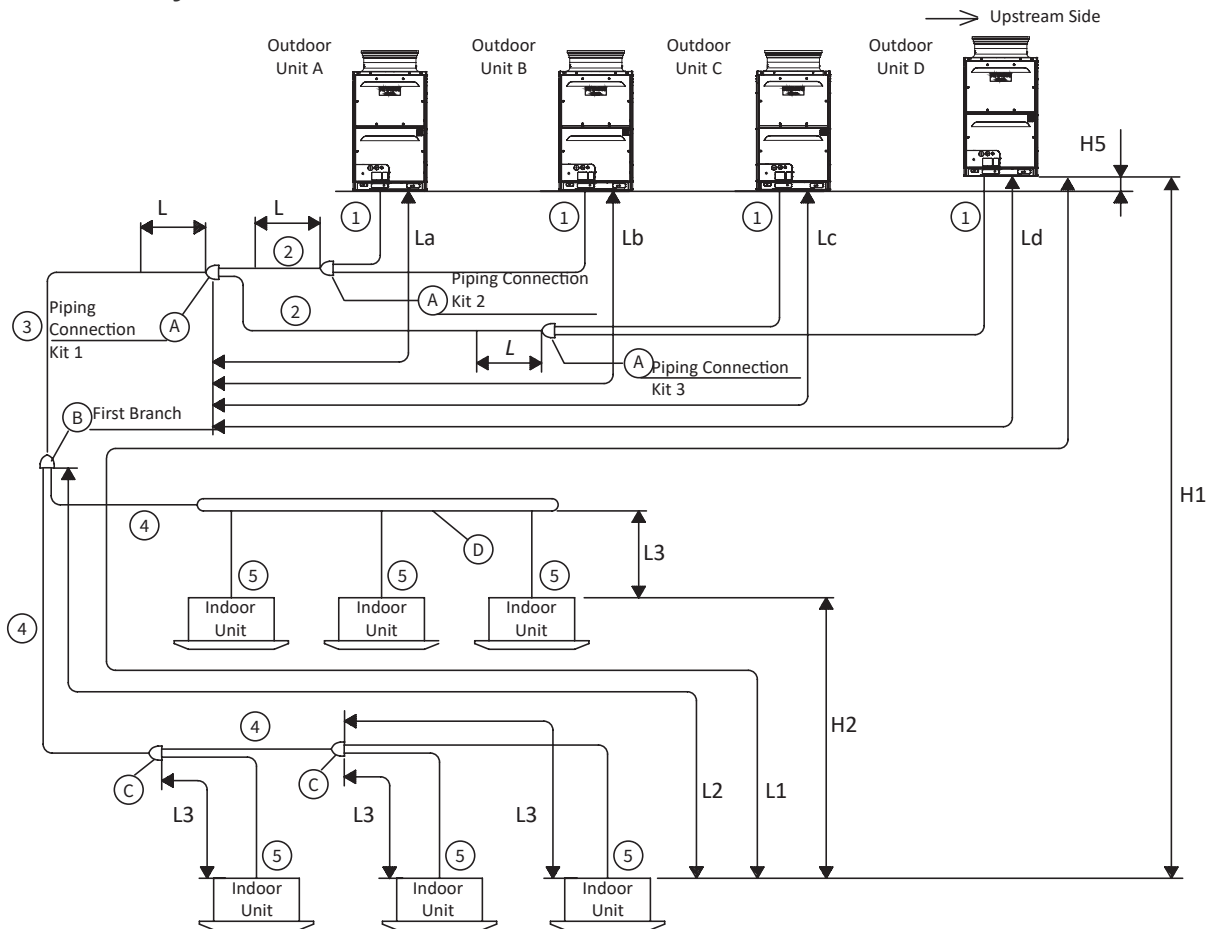 Upstream Side
Outdoor
Unit A
Outdoor
Unit B
Outdoor
Unit C
Outdoor
Unit D
H5
L
L
1
1
1
1
La
Lb
Lc
Ld
2
A
Piping Connection
Kit 2
3
Piping
Connection
Kit 1
A
2
L
A
Piping Connection
Kit 3
B
First Branch
H1
4
D
L3
5
5
5
Indoor
Unit
Indoor
Unit
Indoor
Unit
4
4
H2
C
C
L3
L3
L3
L2
L1
5
5
5
Indoor
Unit
Indoor
Unit
Indoor
Unit